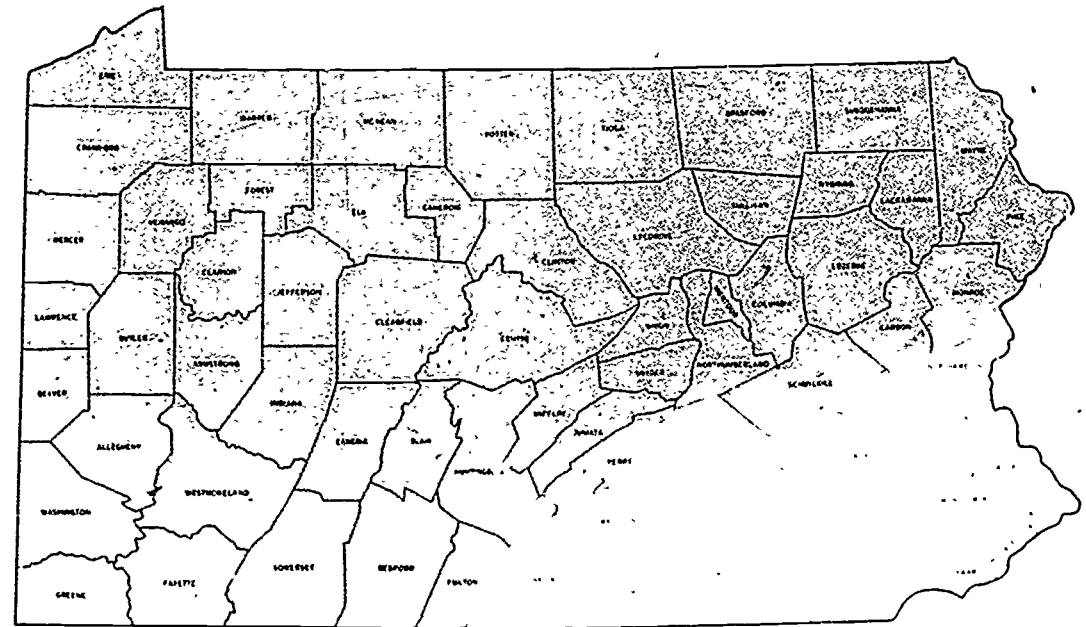 ERIE
CRAWFORD
WARREN
McKEAN
POTTER
TIOGA
BRADFORD
SUSQUEHANNA
WAYNE
WYOMING
LACKAWANNA
PIKE
FOREST
ELK
CAMERON
VENANGO
MERCER
SULLIVAN
LYCOMING
CLINTON
LUZERNE
CLARION
JEFFERSON
CLEARFIELD
CENTRE
UNION
MONTOUR
COLUMBIA
MONROE
CARBON
LAWRENCE
BUTLER
ARMSTRONG
SNYDER
NORTHUMBERLAND
SCHUYLKILL
BEAVER
INDIANA
CAMBRIA
BLAIR
MIFFLIN
JUNIATA
PERRY
ALLEGHENY
WESTMORELAND
WASHINGTON
GREENE
FAYETTE
SOMERSET
BEDFORD
FULTON